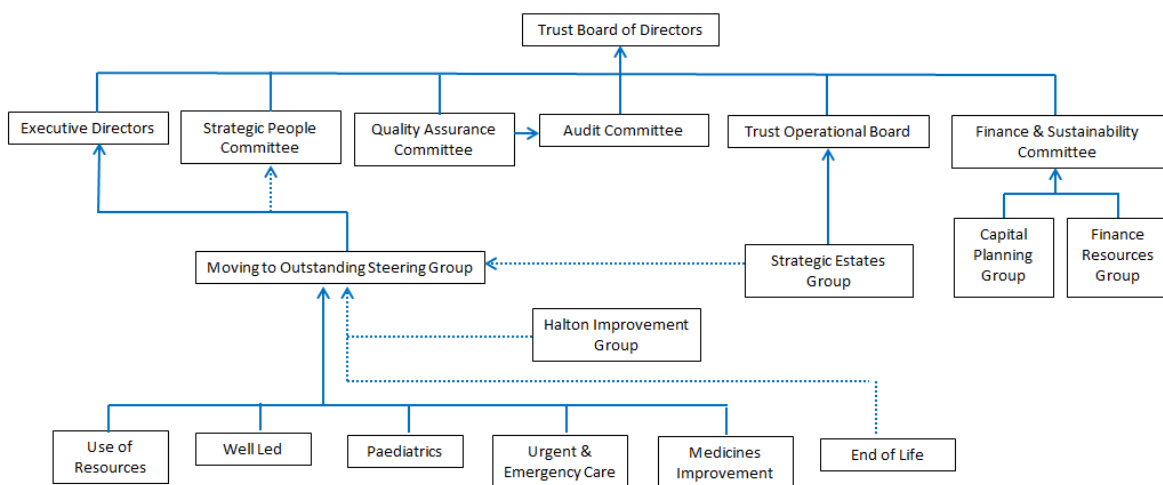 Trust Board of Directors
Executive Directors
Strategic People
Committee
Quality Assurance
Committee
Audit Committee
Trust Operational Board
Finance & Sustainability
Committee
Moving to Outstanding Steering Group
Strategic Estates
Group
Capital
Planning
Group
Finance
Resources
Group
Halton Improvement
Group
Use of
Resources
Well Led
Paediatrics
Urgent &
Emergency Care
Medicines
Improvement
End of Life